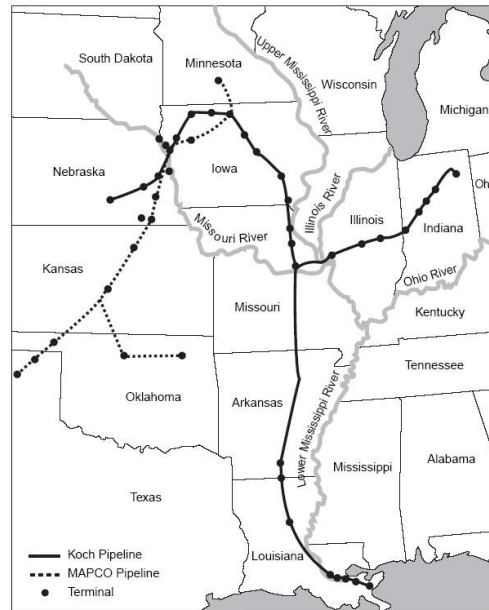 South Dakota
Minnesota
Upper Mississippi River
Wisconsin
Michigan
Nebraska
Iowa
Illinois River
Illinois
Indiana
Oh
Missouri River
Ohio River
Kansas
Missouri
Kentucky
Tennessee
Oklahoma
Arkansas
Lower Mississippi River
Mississippi
Alabama
Texas
Louisiana
Koch Pipeline
MAPCO Pipeline
Terminal